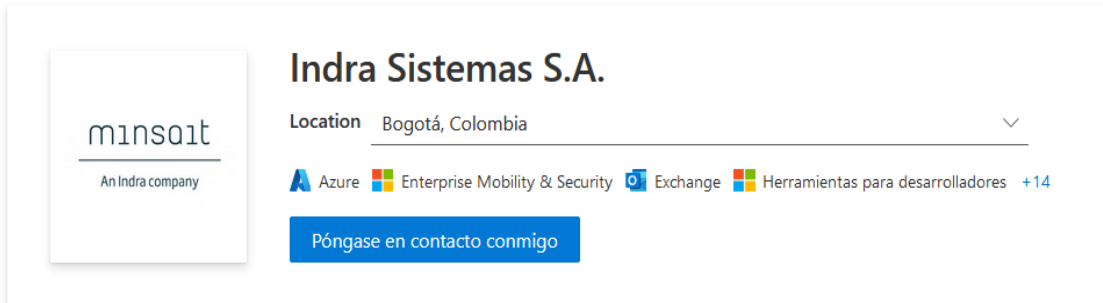 Indra Sistemas S.A.
minsait
An Indra company
Location Bogotá, Colombia
Azure Enterprise Mobility & Security Exchange Herramientas para desarrolladores +14
Póngase en contacto conmigo